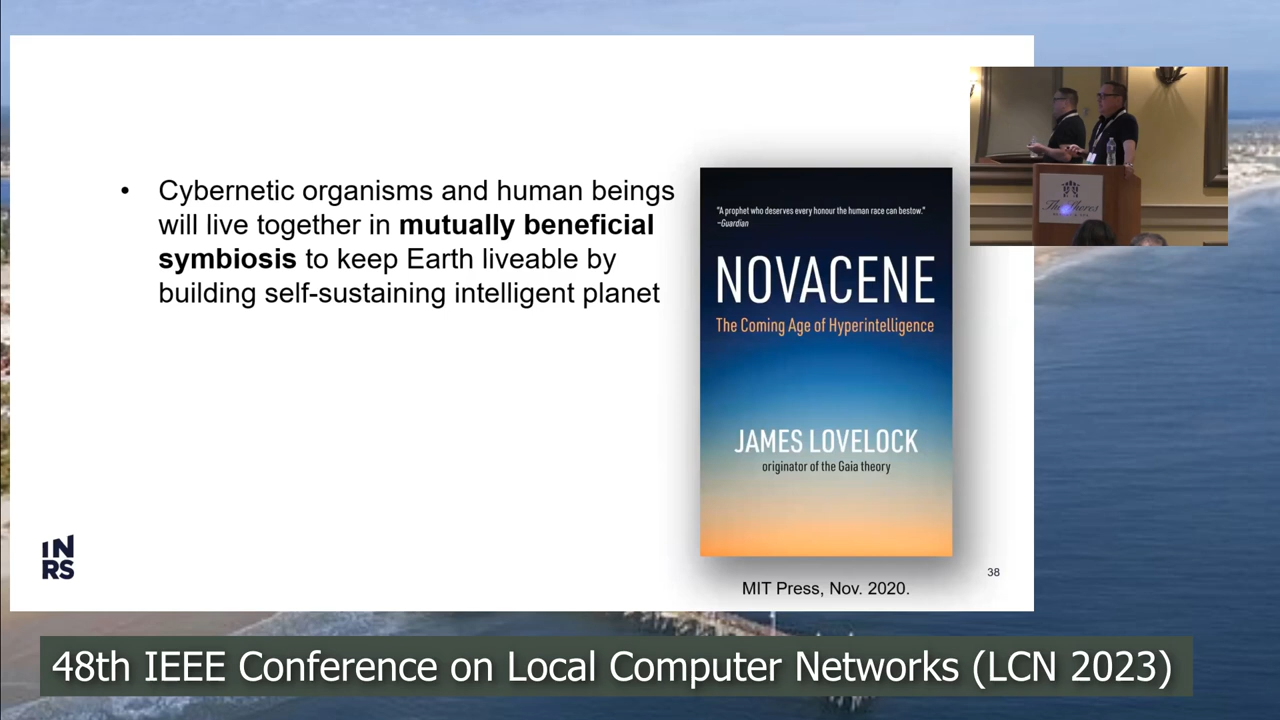 • Cybernetic organisms and human beings
will live together in mutually beneficial
symbiosis to keep Earth liveable by
building self-sustaining intelligent planet
"A prophet who deserves every honour the human race can bestow."
–Guardian
NOVACENE
The Coming Age of Hyperintelligence
JAMES LOVELOCK
originator of the Gaia theory
MIT Press, Nov. 2020.
38
IN
RS
48th IEEE Conference on Local Computer Networks (LCN 2023)